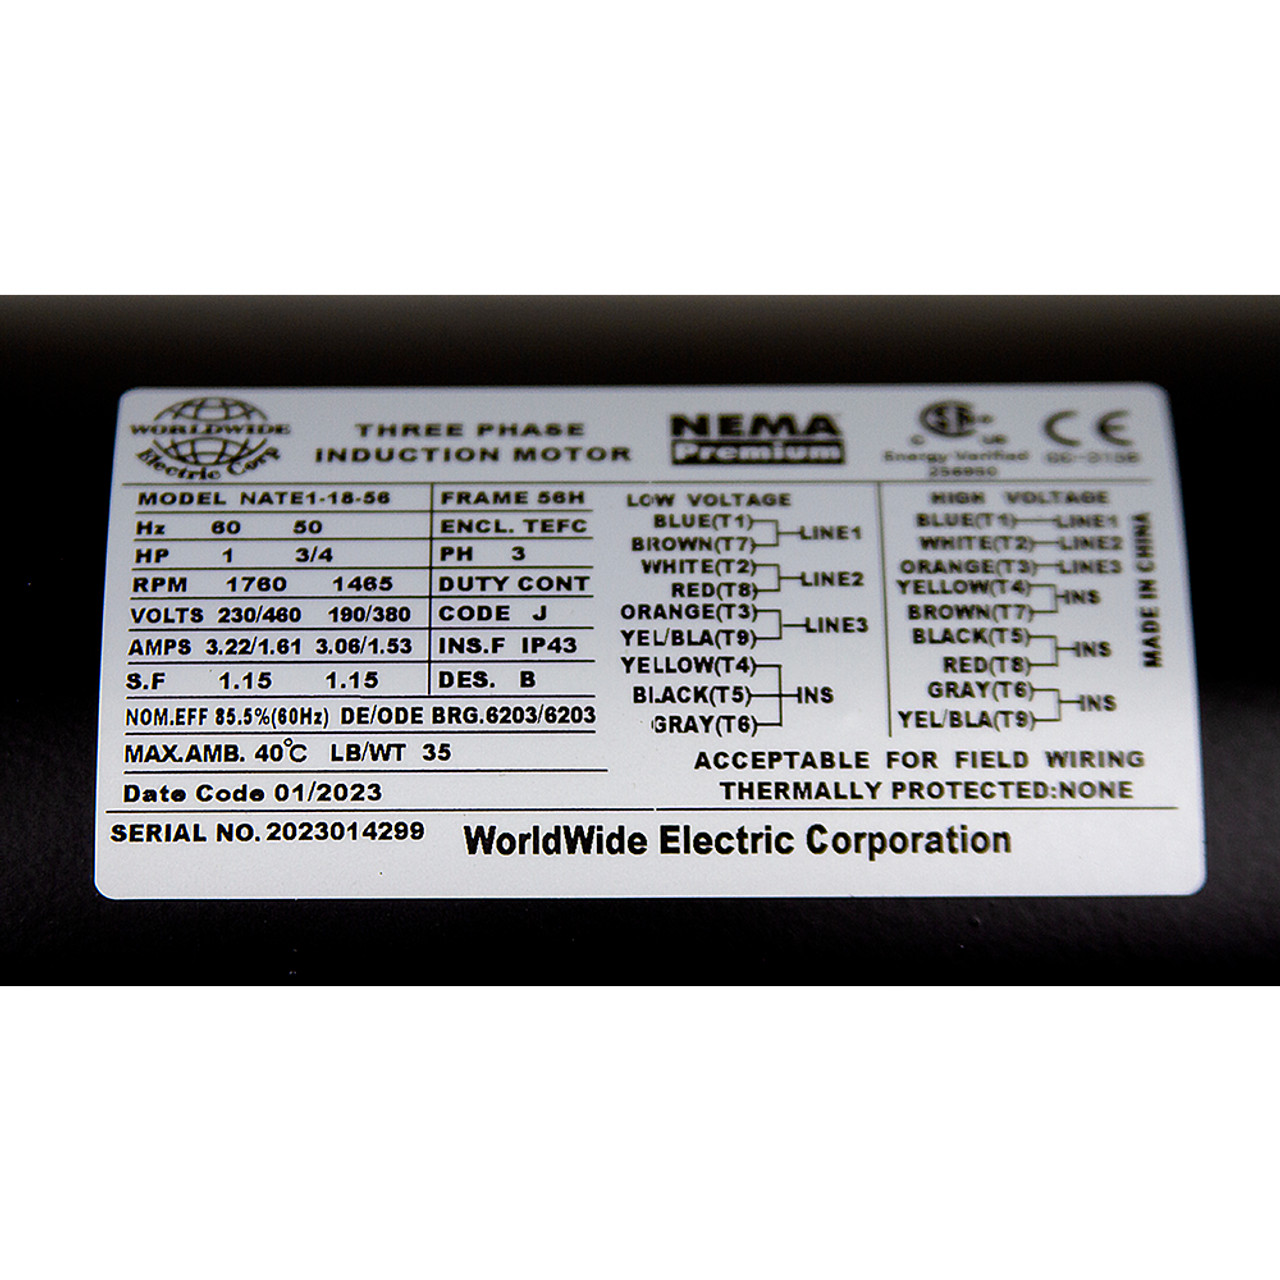 WORLDWIDE
Electric Corp
THREE PHASE
INDUCTION MOTOR
NEMA
Premium
C US
Energy Verified
256950
CE
MODEL NATE1-18-56 FRAME 56H
Hz 60 50 ENCL. TEFC
HP 1 3/4 PH 3
RPM 1760 1465 DUTY CONT
VOLTS 230/460 190/380 CODE J
AMPS 3.22/1.61 3.06/1.53 INS.F IP43
S.F 1.15 1.15 DES. B
NOM.EFF 85.5%(60Hz) DE/ODE BRG.6203/6203
MAX.AMB. 40℃ LB/WT 35
Date Code 01/2023
LOW VOLTAGE
BLUE(T1) LINE1
BROWN(T7)
WHITE(T2) LINE2
RED(T8)
ORANGE(T3) LINE3
YEL/BLA(T9)
YELLOW(T4)
BLACK(T5) INS
GRAY(T6)
HIGH VOLTAGE
BLUE(T1) LINE1
WHITE(T2) LINE2
ORANGE(T3) LINE3
YELLOW(T4) INS
BROWN(T7)
BLACK(T5) INS
RED(T8)
GRAY(T6) INS
YEL/BLA(T9)
MADE IN CHINA
ACCEPTABLE FOR FIELD WIRING
THERMALLY PROTECTED:NONE
SERIAL NO. 2023014299 WorldWide Electric Corporation